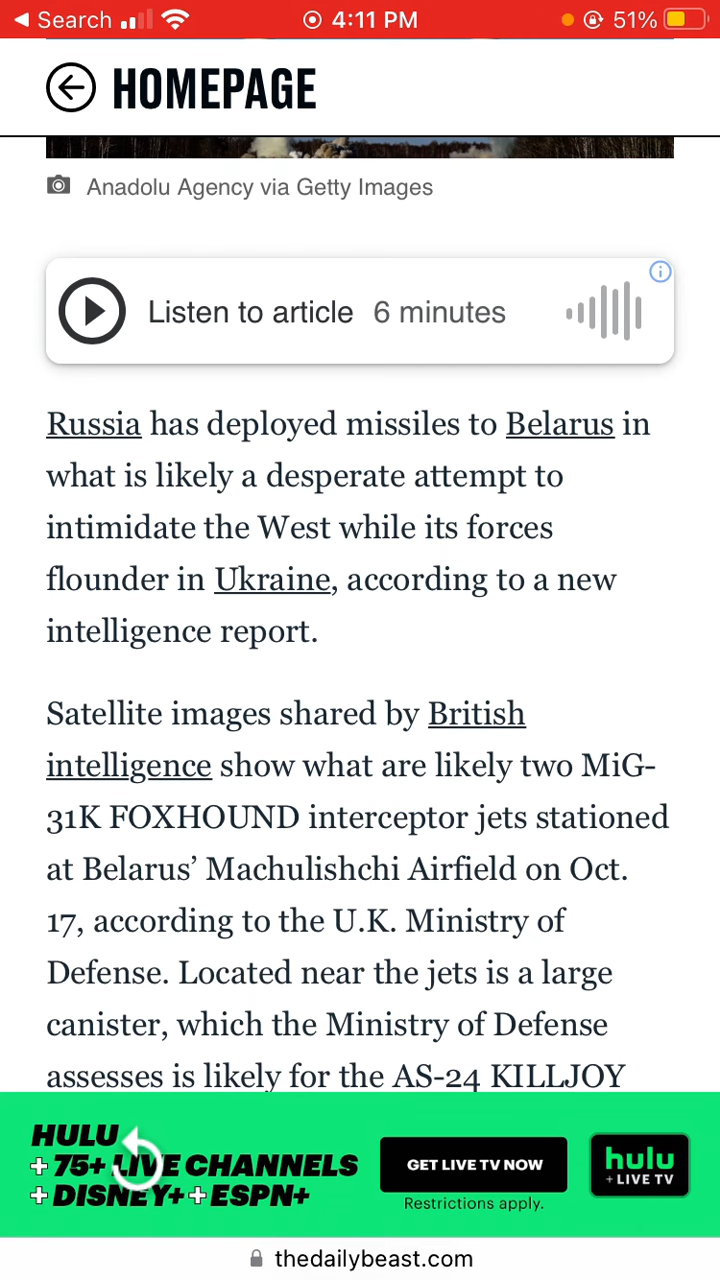 Search
4:11 PM
51%
HOMEPAGE
Anadolu Agency via Getty Images
Listen to article 6 minutes
Russia has deployed missiles to Belarus in
what is likely a desperate attempt to
intimidate the West while its forces
flounder in Ukraine, according to a new
intelligence report.
Satellite images shared by British
intelligence show what are likely two MiG-
31K FOXHOUND interceptor jets stationed
at Belarus’ Machulishchi Airfield on Oct.
17, according to the U.K. Ministry of
Defense. Located near the jets is a large
canister, which the Ministry of Defense
assesses is likely for the AS-24 KILLJOY
HULU
+ 75+ LIVE CHANNELS
+ DISNEY+ + ESPN+
GET LIVE TV NOW
Restrictions apply.
hulu
+ LIVE TV
thedailybeast.com